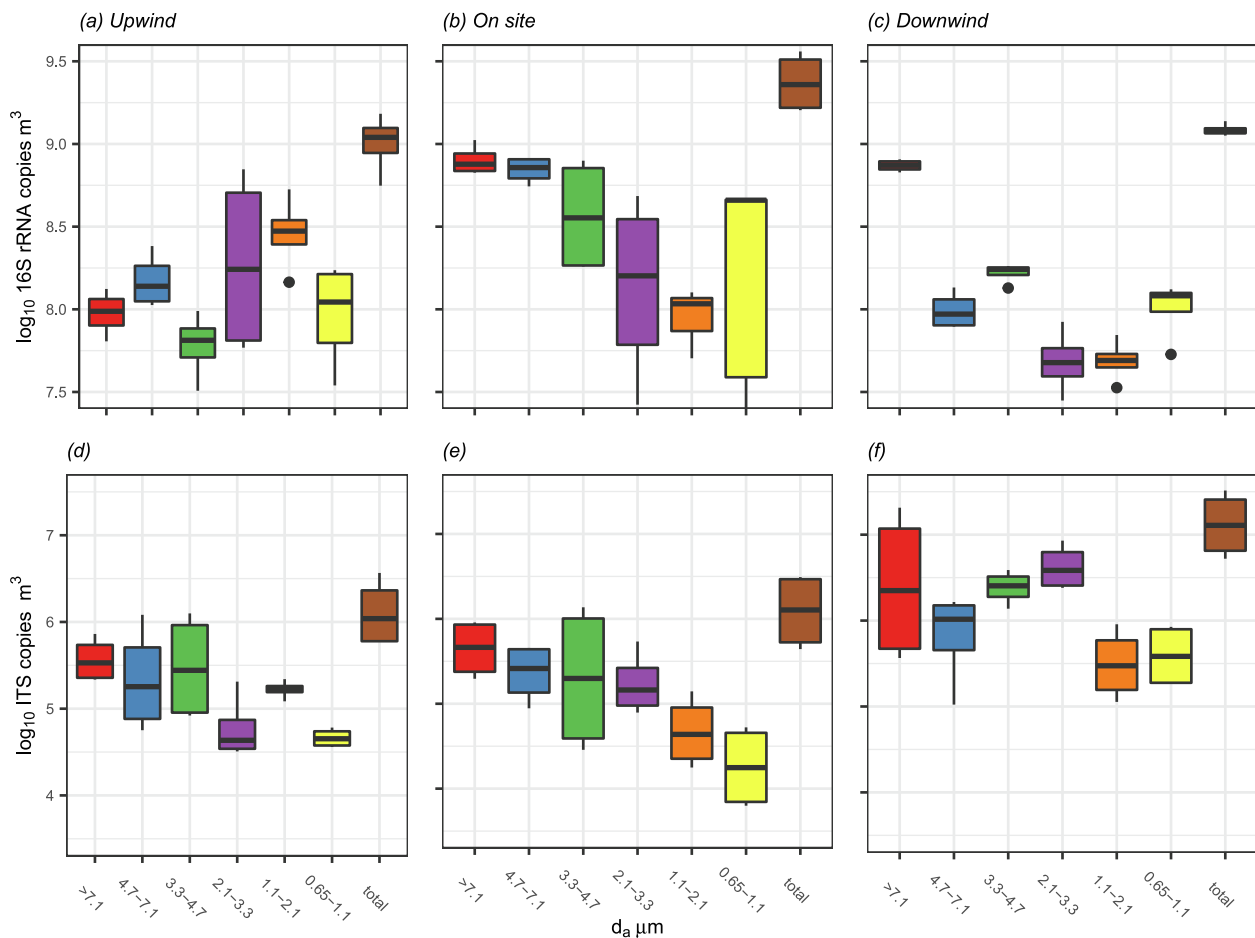 (a) Upwind
(b) On site
(c) Downwind
log₁₀ 16S rRNA copies m³
9.5
9.0
8.5
8.0
7.5
(d)
(e)
(f)
log₁₀ ITS copies m³
7
6
5
4
>7.1 4.7−7.1 3.3−4.7 2.1−3.3 1.1−2.1 0.65−1.1 total
>7.1 4.7−7.1 3.3−4.7 2.1−3.3 1.1−2.1 0.65−1.1 total
>7.1 4.7−7.1 3.3−4.7 2.1−3.3 1.1−2.1 0.65−1.1 total
dₐ μm